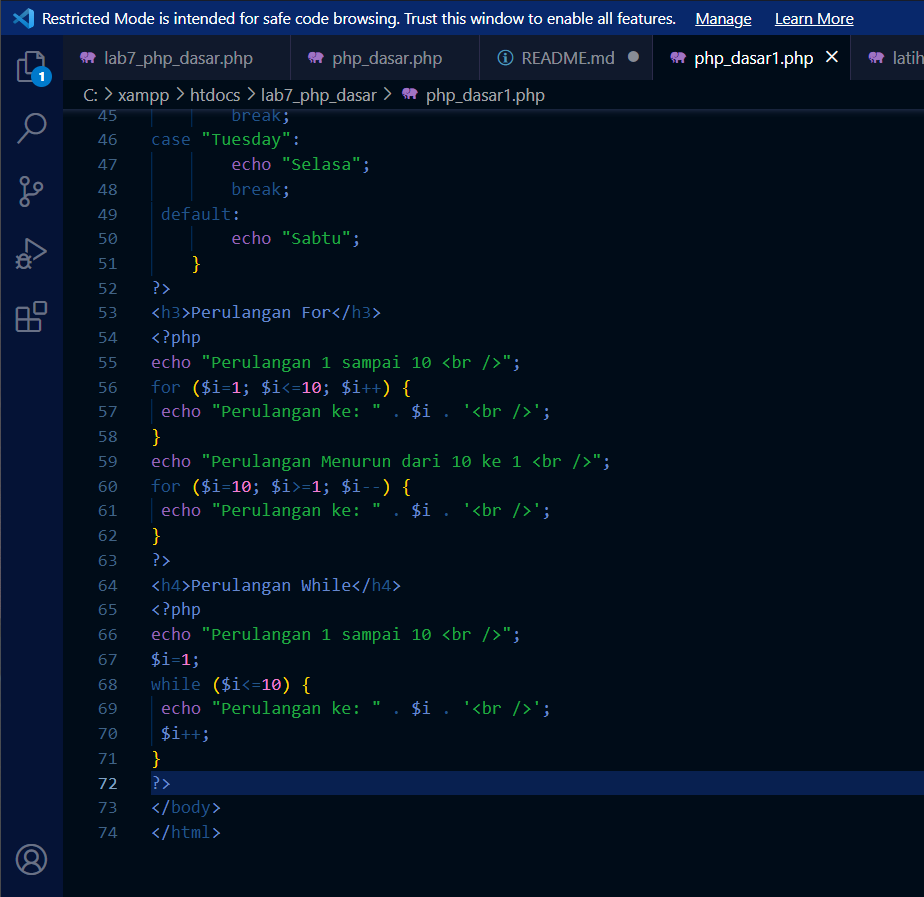 Restricted Mode is intended for safe code browsing. Trust this window to enable all features. Manage Learn More
lab7_php_dasar.php php_dasar.php README.md php_dasar1.php latih
1
C: > xampp > htdocs > lab7_php_dasar > php_dasar1.php
45 break;
46 case "Tuesday":
47 echo "Selasa";
48 break;
49 default:
50 echo "Sabtu";
51 }
52 ?>
53 <h3>Perulangan For</h3>
54 <?php
55 echo "Perulangan 1 sampai 10 <br />";
56 for ($i=1; $i<=10; $i++) {
57 echo "Perulangan ke: " . $i . '<br />';
58 }
59 echo "Perulangan Menurun dari 10 ke 1 <br />";
60 for ($i=10; $i>=1; $i--) {
61 echo "Perulangan ke: " . $i . '<br />';
62 }
63 ?>
64 <h4>Perulangan While</h4>
65 <?php
66 echo "Perulangan 1 sampai 10 <br />";
67 $i=1;
68 while ($i<=10) {
69 echo "Perulangan ke: " . $i . '<br />';
70 $i++;
71 }
72 ?>
73 </body>
74 </html>